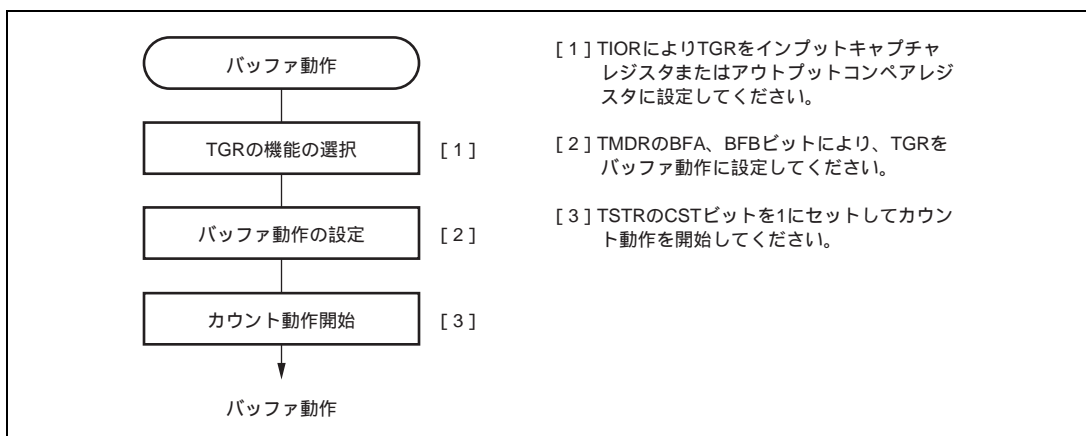 バッファ動作
TGRの機能の選択
[ 1 ]
バッファ動作の設定
[ 2 ]
カウント動作開始
[ 3 ]
バッファ動作
[ 1 ] TIORによりTGRをインプットキャプチャ
レジスタまたはアウトプットコンペアレジ
スタに設定してください。
[ 2 ] TMDRのBFA、BFBビットにより、TGRを
バッファ動作に設定してください。
[ 3 ] TSTRのCSTビットを1にセットしてカウン
ト動作を開始してください。